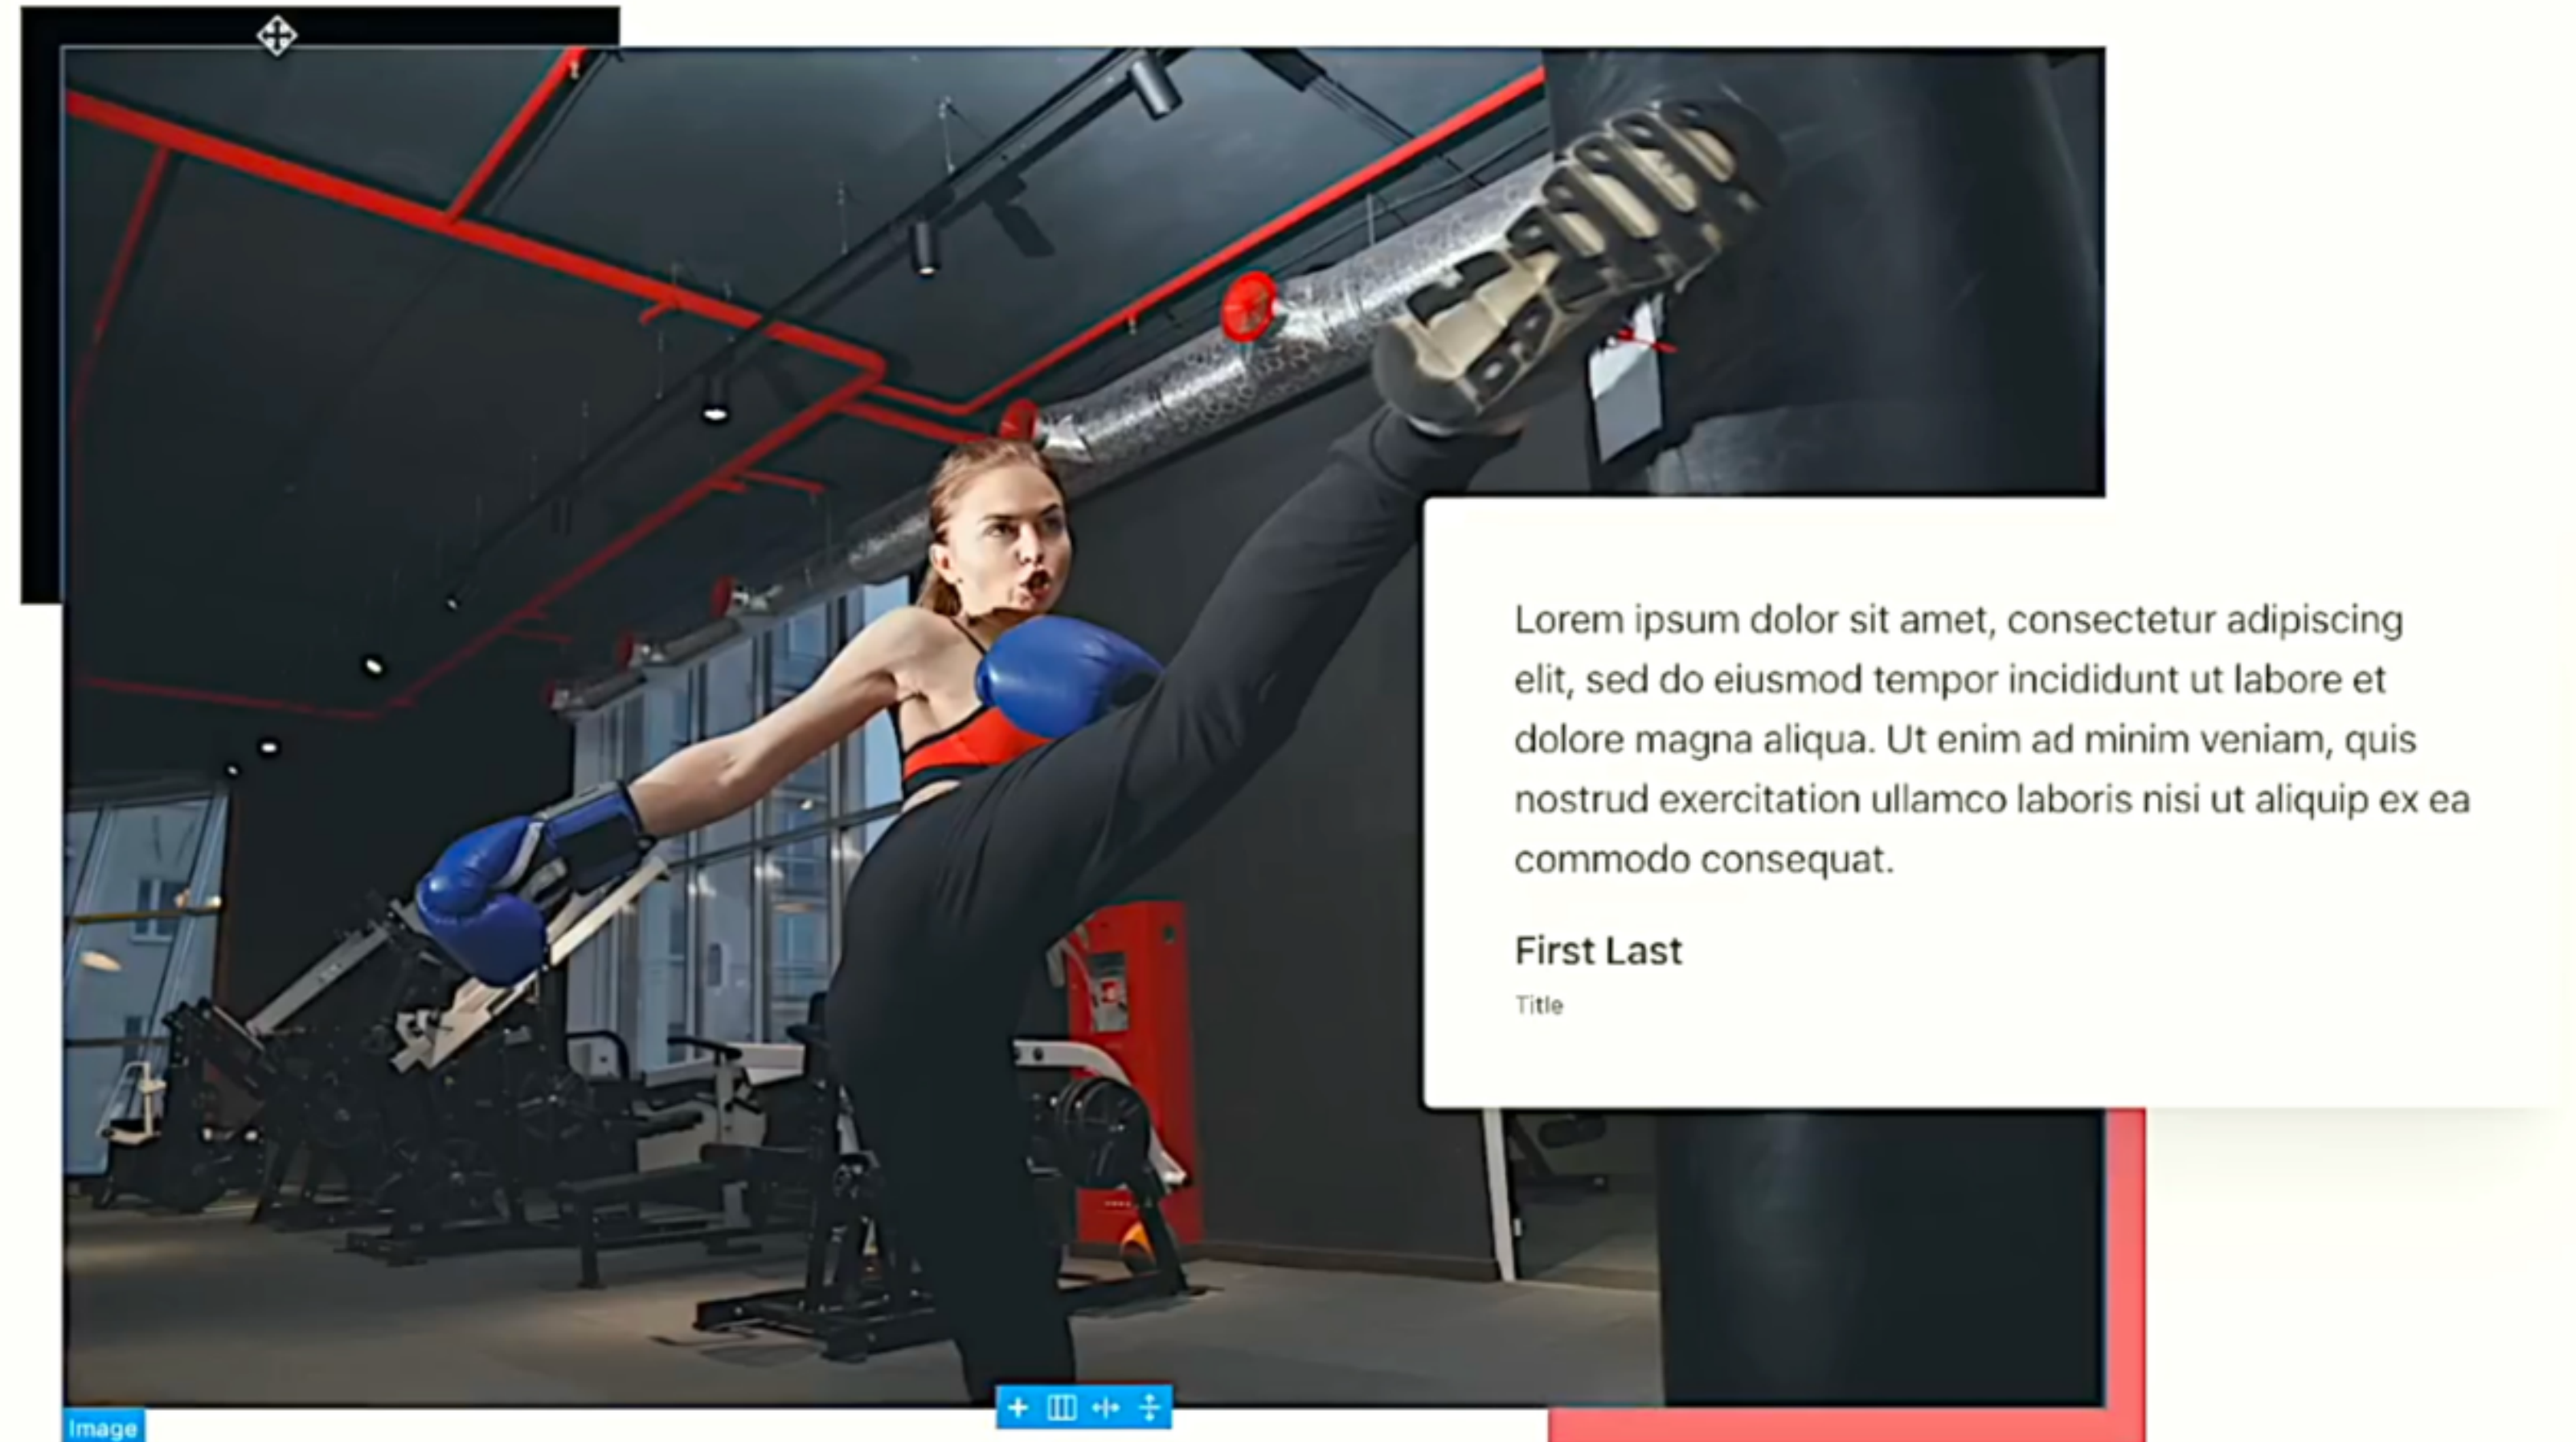 Lorem ipsum dolor sit amet, consectetur adipiscing
elit, sed do eiusmod tempor incididunt ut labore et
dolore magna aliqua. Ut enim ad minim veniam, quis
nostrud exercitation ullamco laboris nisi ut aliquip ex ea
commodo consequat.
First Last
Title
Image